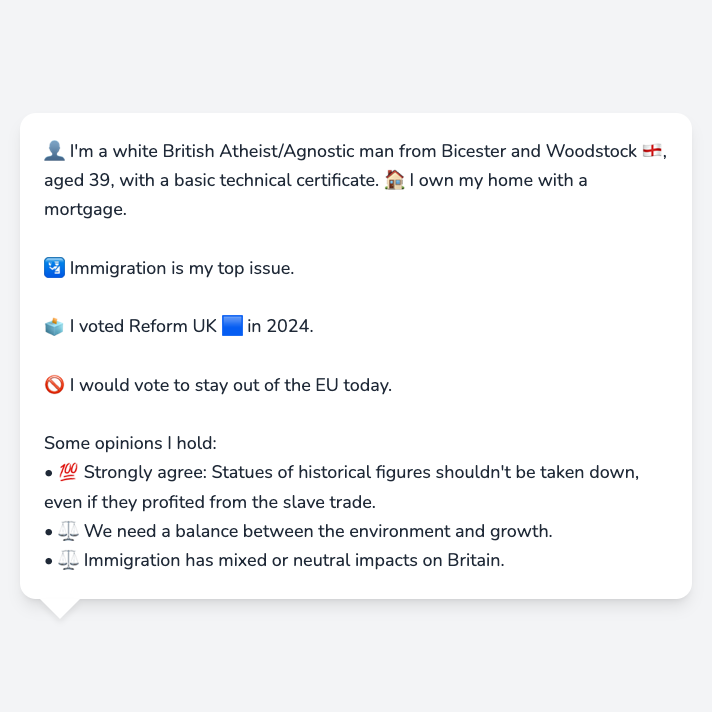 👤 I'm a white British Atheist/Agnostic man from Bicester and Woodstock 🏴󠁧󠁢󠁥󠁮󠁧󠁿,
aged 39, with a basic technical certificate. 🏠 I own my home with a
mortgage.
🛂 Immigration is my top issue.
🗳️ I voted Reform UK 🟦 in 2024.
🚫 I would vote to stay out of the EU today.
Some opinions I hold:
• 💯 Strongly agree: Statues of historical figures shouldn't be taken down,
even if they profited from the slave trade.
• ⚖️ We need a balance between the environment and growth.
• ⚖️ Immigration has mixed or neutral impacts on Britain.